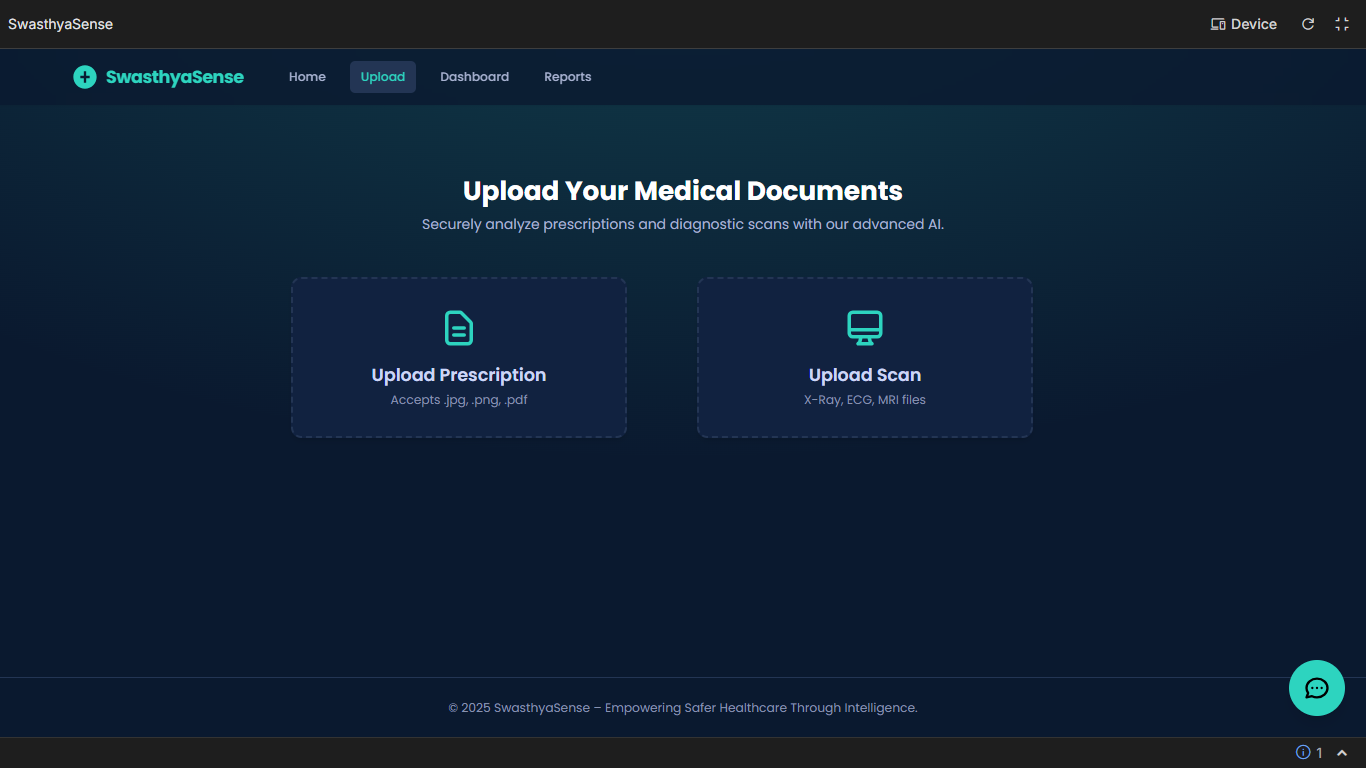 SwasthyaSense
Device
SwasthyaSense
Home
Upload
Dashboard
Reports
Upload Your Medical Documents
Securely analyze prescriptions and diagnostic scans with our advanced AI.
Upload Prescription
Accepts .jpg, .png, .pdf
Upload Scan
X-Ray, ECG, MRI files
© 2025 SwasthyaSense – Empowering Safer Healthcare Through Intelligence.
1